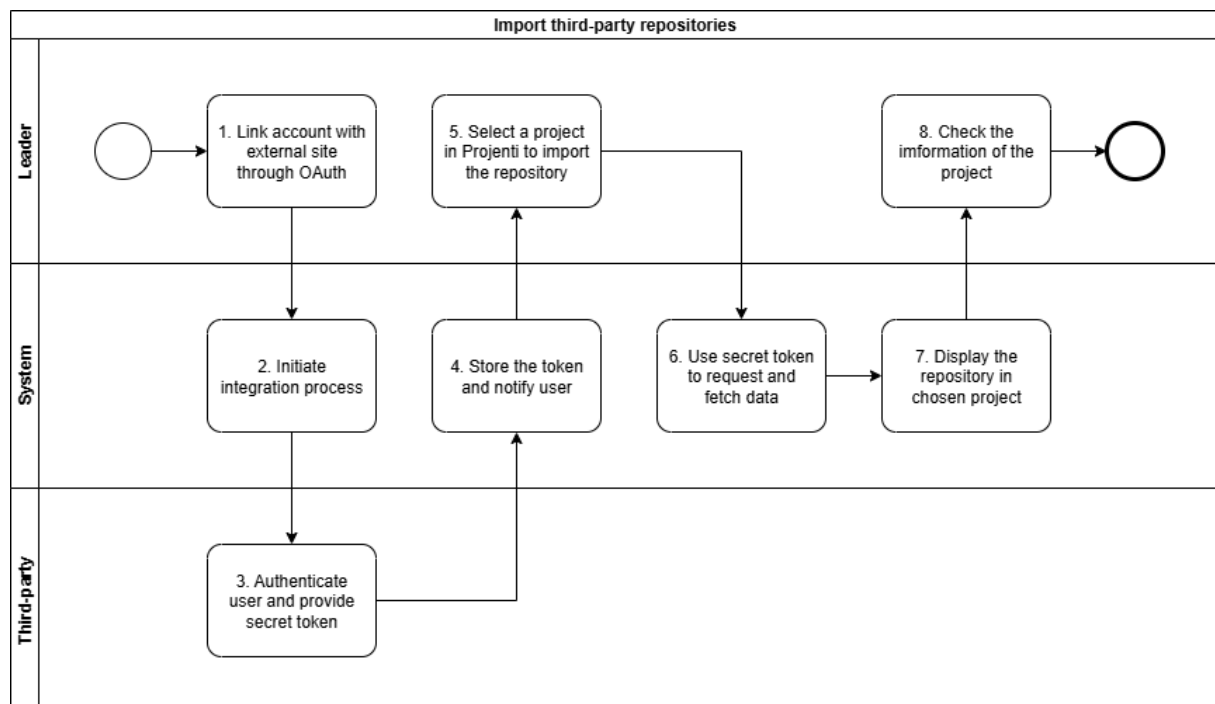 Import third-party repositories
Leader
1. Link account with
external site
through OAuth
5. Select a project
in Projenti to import
the repository
8. Check the
imformation of the
project
System
2. Initiate
integration process
4. Store the token
and notify user
6. Use secret token
to request and
fetch data
7. Display the
repository in
chosen project
Third-party
3. Authenticate
user and provide
secret token